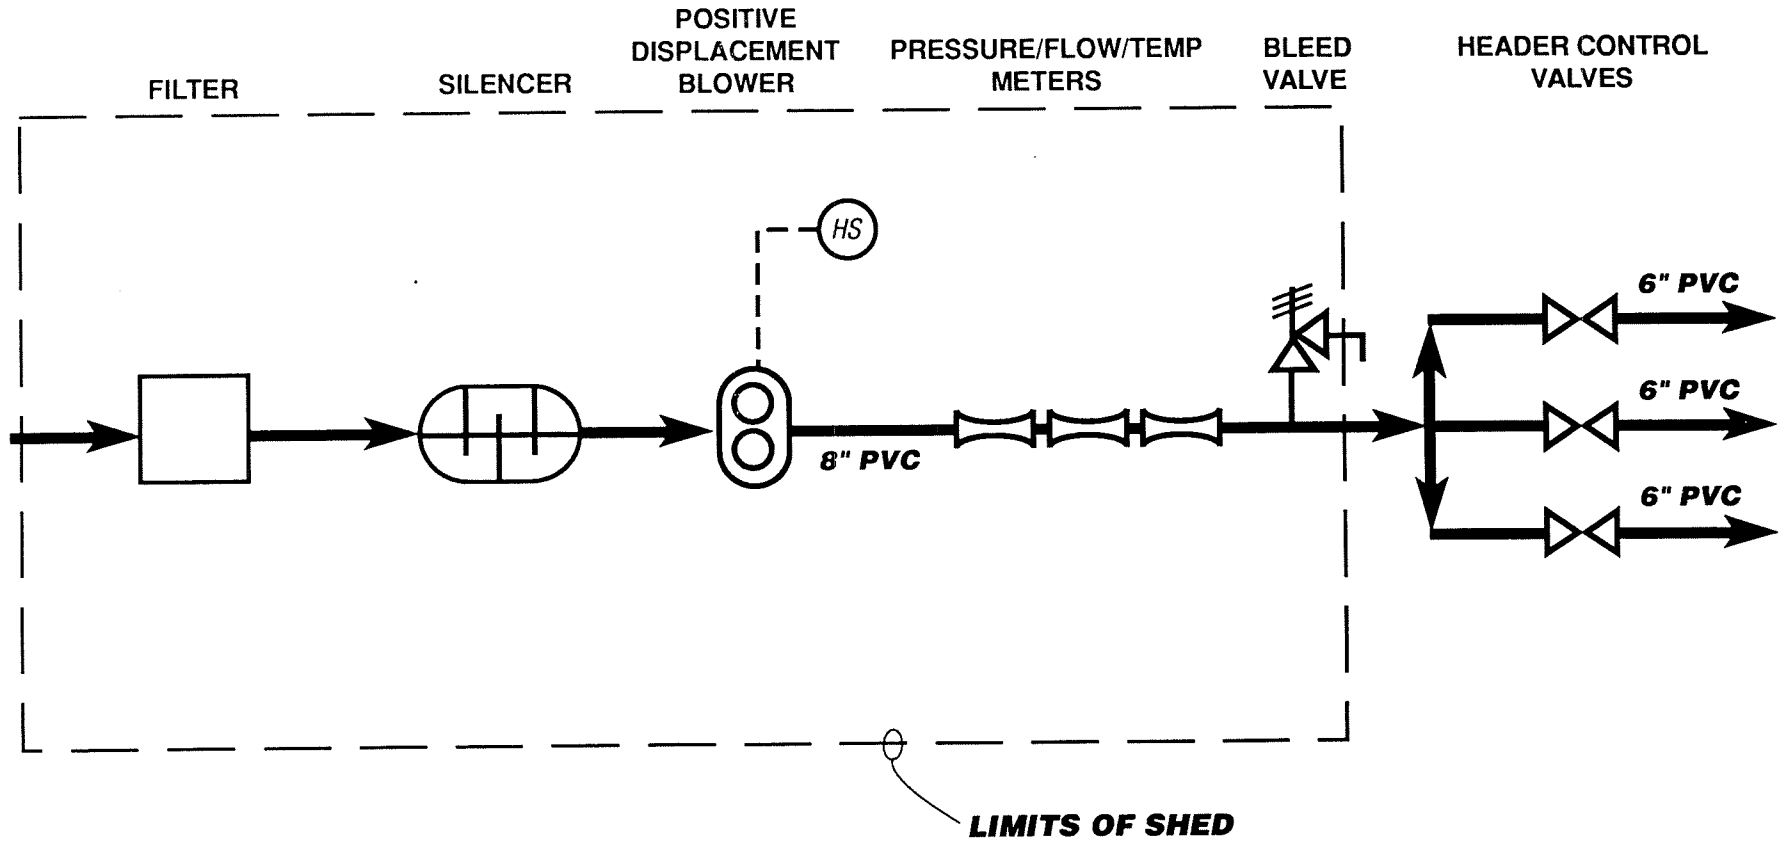 FILTER
SILENCER
POSITIVE
DISPLACEMENT
BLOWER
PRESSURE/FLOW/TEMP
METERS
BLEED
VALVE
HEADER CONTROL
VALVES
HS
6" PVC
6" PVC
8" PVC
6" PVC
LIMITS OF SHED